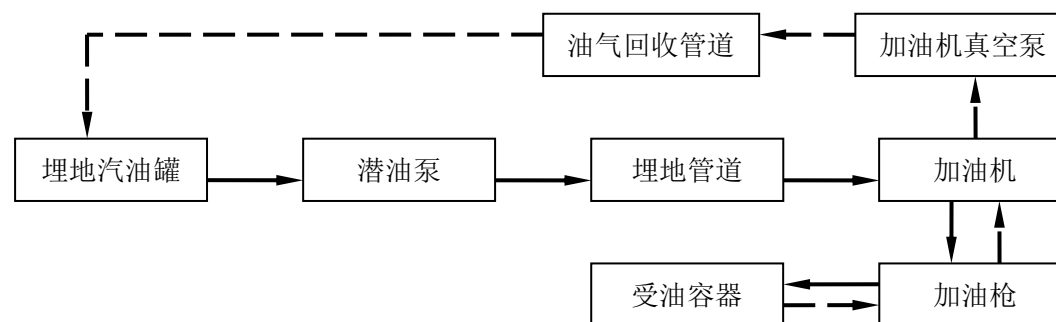 油气回收管道
加油机真空泵
埋地汽油罐
潜油泵
埋地管道
加油机
受油容器
加油枪